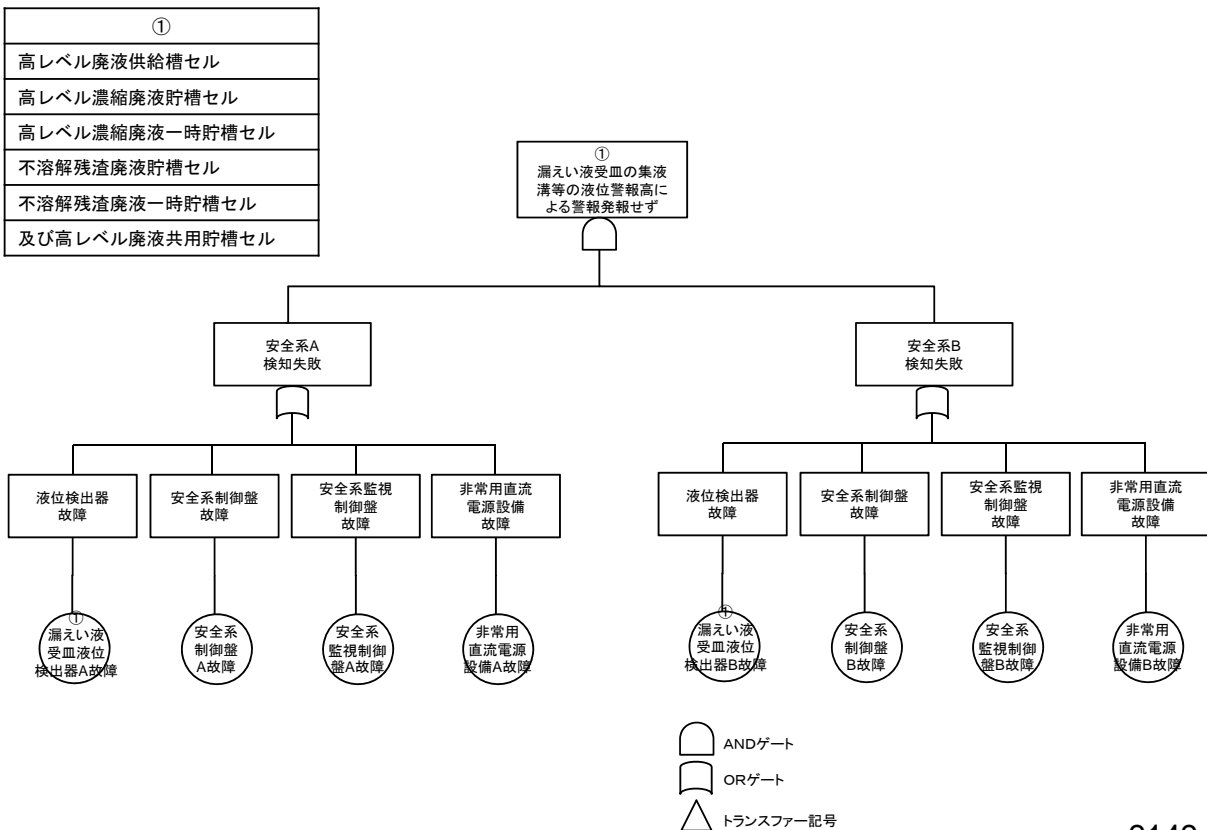 ①
高レベル廃液供給槽セル
高レベル濃縮廃液貯槽セル
高レベル濃縮廃液一時貯槽セル
不溶解残渣廃液貯槽セル
不溶解残渣廃液一時貯槽セル
及び高レベル廃液共用貯槽セル
①
漏えい液受皿の集液
溝等の液位警報高に
よる警報発報せず
安全系A
検知失敗
安全系B
検知失敗
液位検出器
故障
安全系制御盤
故障
安全系監視
制御盤
故障
非常用直流
電源設備
故障
液位検出器
故障
安全系制御盤
故障
安全系監視
制御盤
故障
非常用直流
電源設備
故障
①
漏えい液
受皿液位
検出器A故障
安全系
制御盤
A故障
安全系
監視制御
盤A故障
非常用
直流電源
設備A故障
①
漏えい液
受皿液位
検出器B故障
安全系
制御盤
B故障
安全系
監視制御
盤B故障
非常用
直流電源
設備B故障
ANDゲート
ORゲート
トランスファー記号